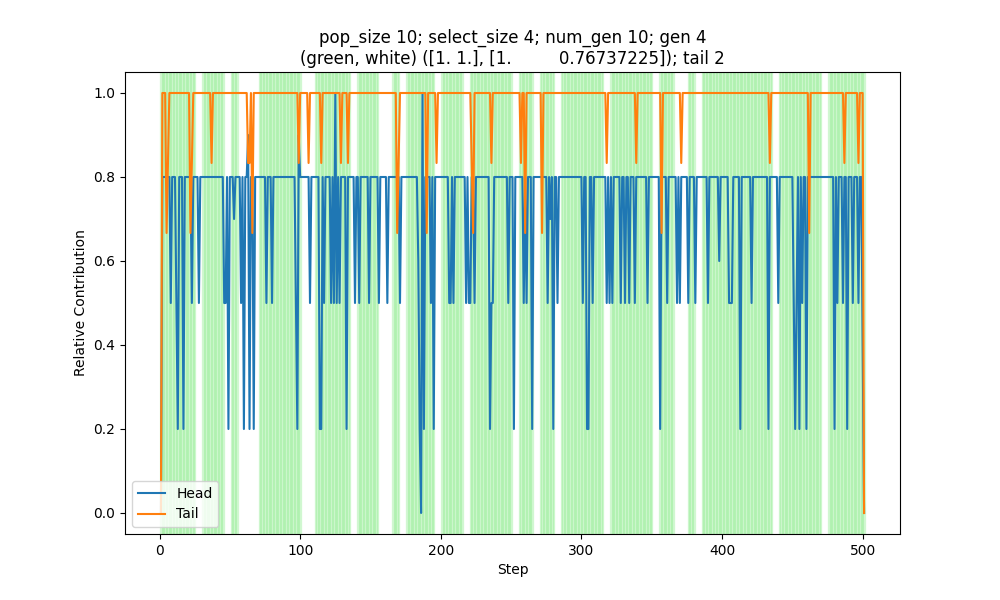 pop_size 10; select_size 4; num_gen 10; gen 4
(green, white) ([1. 1.], [1.          0.76737225]); tail 2
Relative Contribution
1.0
0.8
0.6
0.4
0.2
0.0
Head
Tail
0 100 200 300 400 500
Step